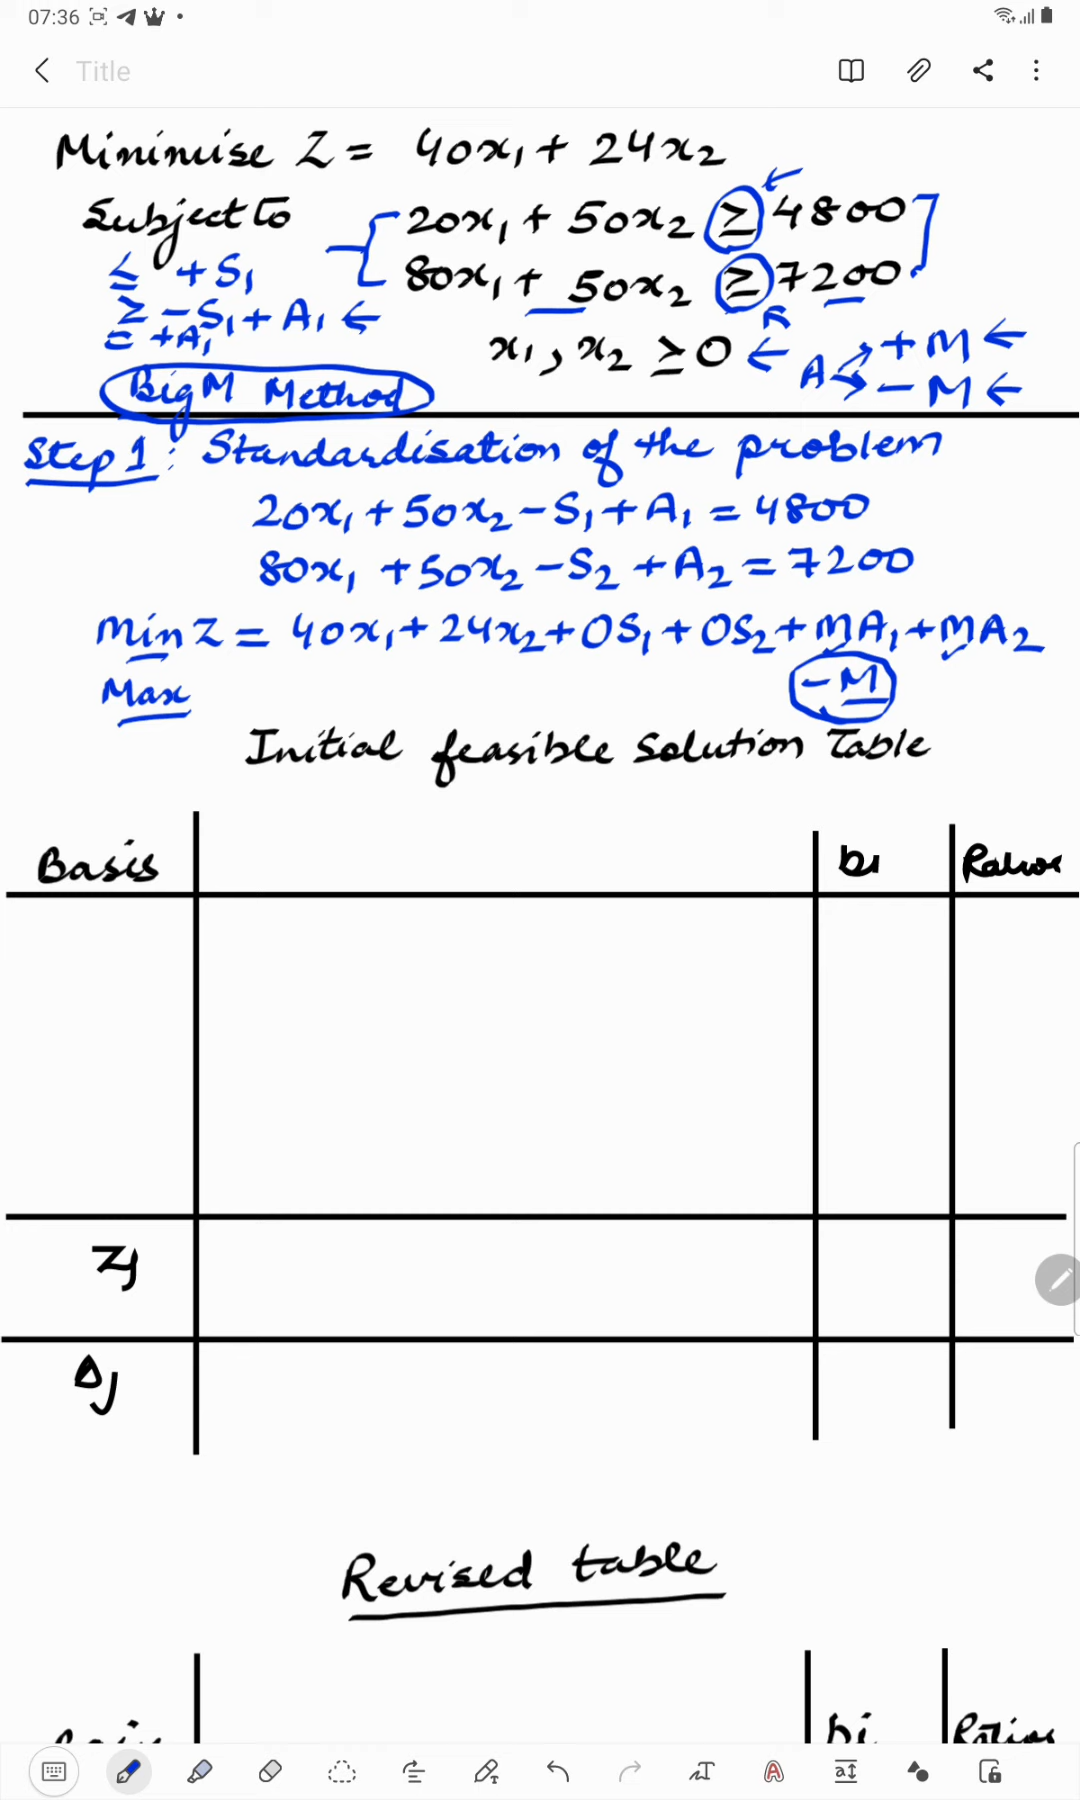 07:36
Title
Minimise Z = 40x₁ + 24x₂
Subject to 20x₁ + 50x₂ ≥ 4800
≤ +S₁ 80x₁ + 50x₂ ≥ 7200
≥ -S₁ + A₁ ←
= +A₁ x₁, x₂ ≥ 0 ← A +M ←
-M ←
Big M Method
Step 1: Standardisation of the problem
20x₁ + 50x₂ - S₁ + A₁ = 4800
80x₁ + 50x₂ - S₂ + A₂ = 7200
Min Z = 40x₁ + 24x₂ + 0S₁ + 0S₂ + MA₁ + MA₂
Max -M
Initial feasible Solution Table
Basis bi Ratios
Zj
Δj
Revised table
bi Ratios